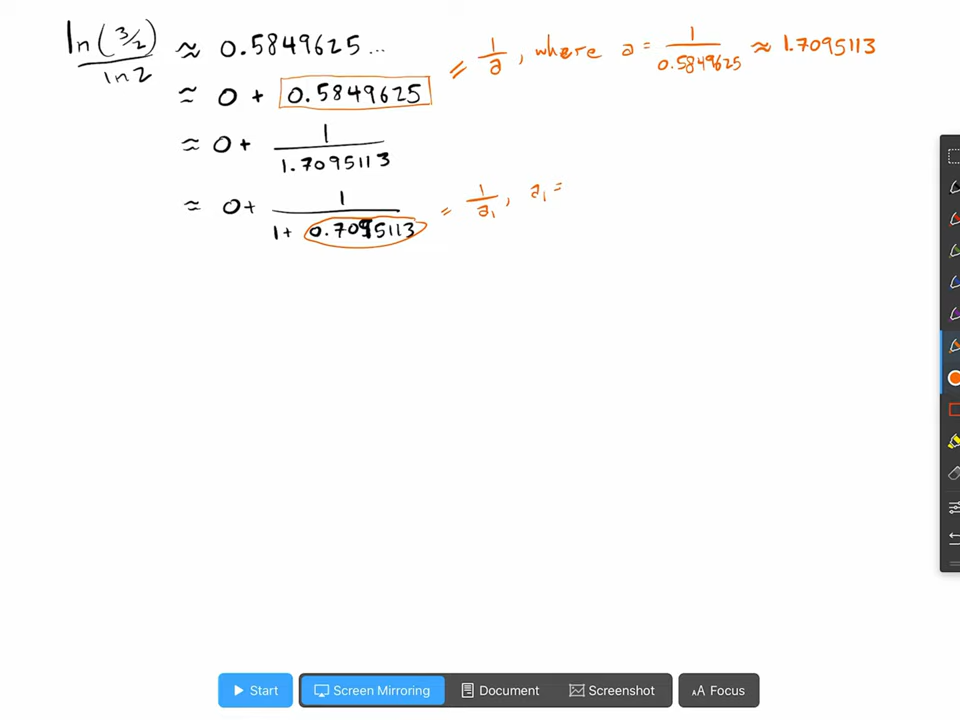 ln(3/2)/ln2 ≈ 0.5849625... 
≈ 0 + 0.5849625 = 1/a, where a = 1/0.5849625 ≈ 1.7095113
≈ 0 + 1/1.7095113
≈ 0 + 1/(1 + 0.7095113) = 1/a₁, a₁ =
Start Screen Mirroring Document Screenshot AA Focus